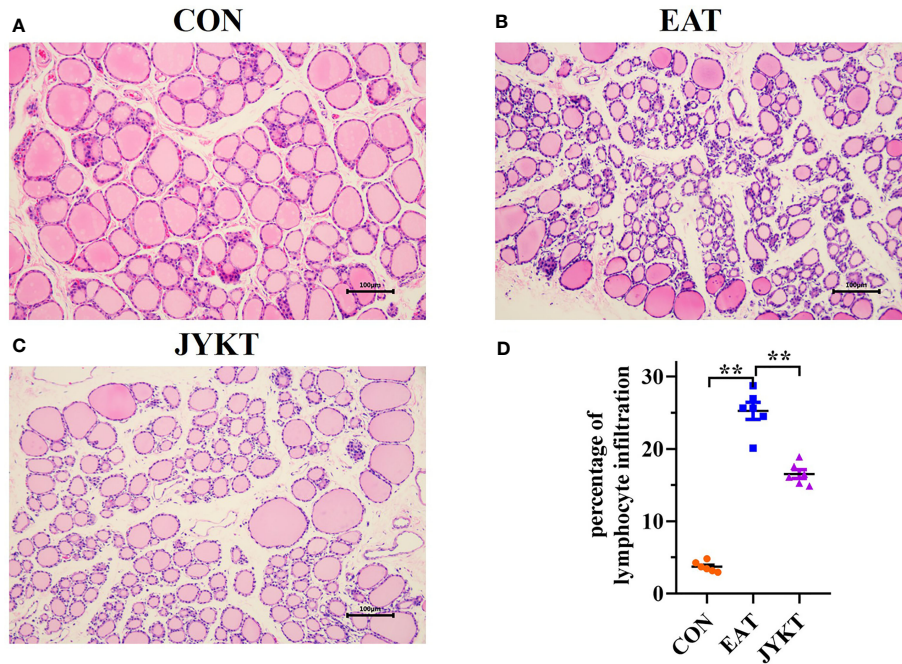 A
CON
B
EAT
100μm
100μm
C
JYKT
100μm
D
percentage of
lymphocyte infiltration
30
20
10
0
**
**
CON
EAT
JYKT